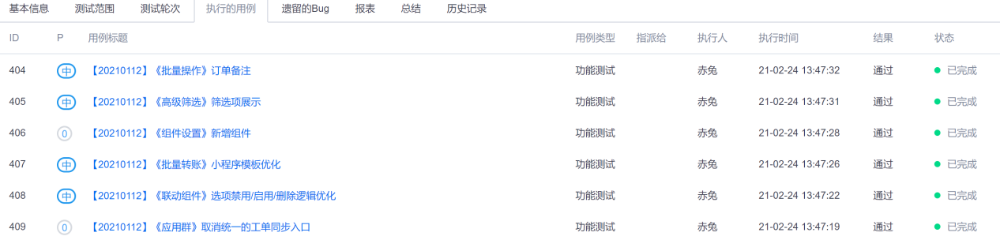 基本信息 测试范围 测试轮次 执行的用例 遗留的Bug 报表 总结 历史记录
ID P 用例标题 用例类型 指派给 执行人 执行时间 结果 状态
404 中 【20210112】《批量操作》订单备注 功能测试 赤兔 21-02-24 13:47:32 通过 已完成
405 中 【20210112】《高级筛选》筛选项展示 功能测试 赤兔 21-02-24 13:47:31 通过 已完成
406 0 【20210112】《组件设置》新增组件 功能测试 赤兔 21-02-24 13:47:28 通过 已完成
407 中 【20210112】《批量转账》小程序模板优化 功能测试 赤兔 21-02-24 13:47:26 通过 已完成
408 中 【20210112】《联动组件》选项禁用/启用/删除逻辑优化 功能测试 赤兔 21-02-24 13:47:22 通过 已完成
409 0 【20210112】《应用群》取消统一的工单同步入口 功能测试 赤兔 21-02-24 13:47:19 通过 已完成